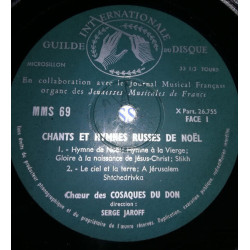 INTERNATIONALE
GUILDE DU DISQUE
MICROSILLON
33 1/3 TOURS
En collaboration avec le Journal Musical Français
organe des Jeunesses Musicales de France
MMS 69
X Part. 26.755
FACE 1
CHANTS ET HYMNES RUSSES DE NOËL
1. - Hymne de Noël; Hymne à la Vierge;
Gloire à la naissance de Jésus-Christ; Stikh
2. - Le ciel et la terre; A Jérusalem
Shtchedrivka
Chœur des COSAQUES DU DON
direction :
SERGE JAROFF